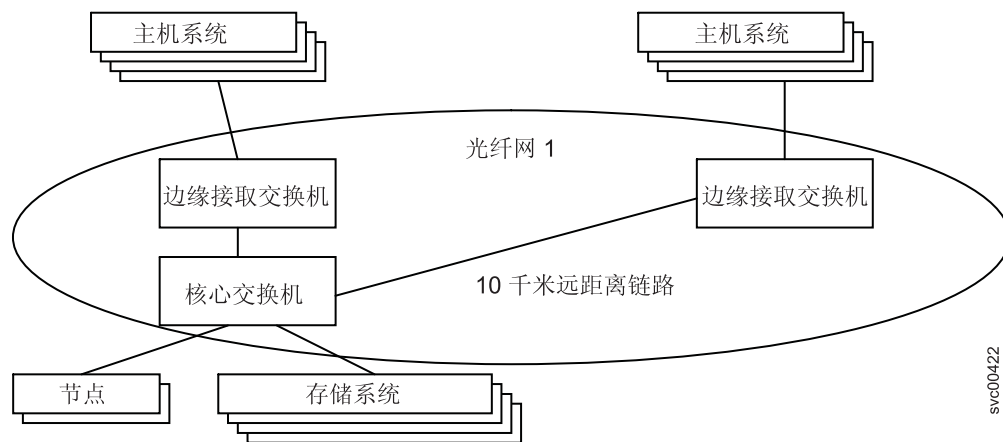 主机系统
主机系统
光纤网 1
边缘接取交换机
边缘接取交换机
核心交换机
10 千米远距离链路
节点
存储系统
svc00422